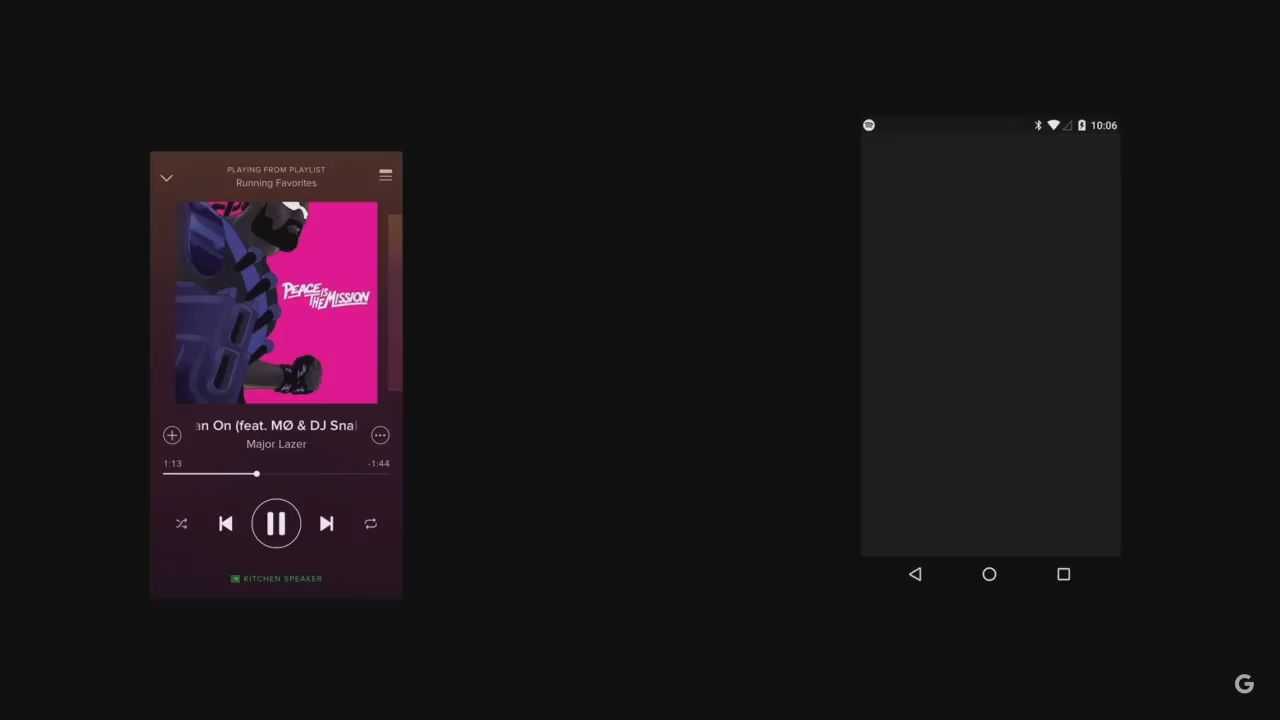 PLAYING FROM PLAYLIST
Running Favorites
PEACE IS THE MISSION
an On (feat. MØ & DJ Sna
Major Lazer
1:13
-1:44
KITCHEN SPEAKER
10:06
G